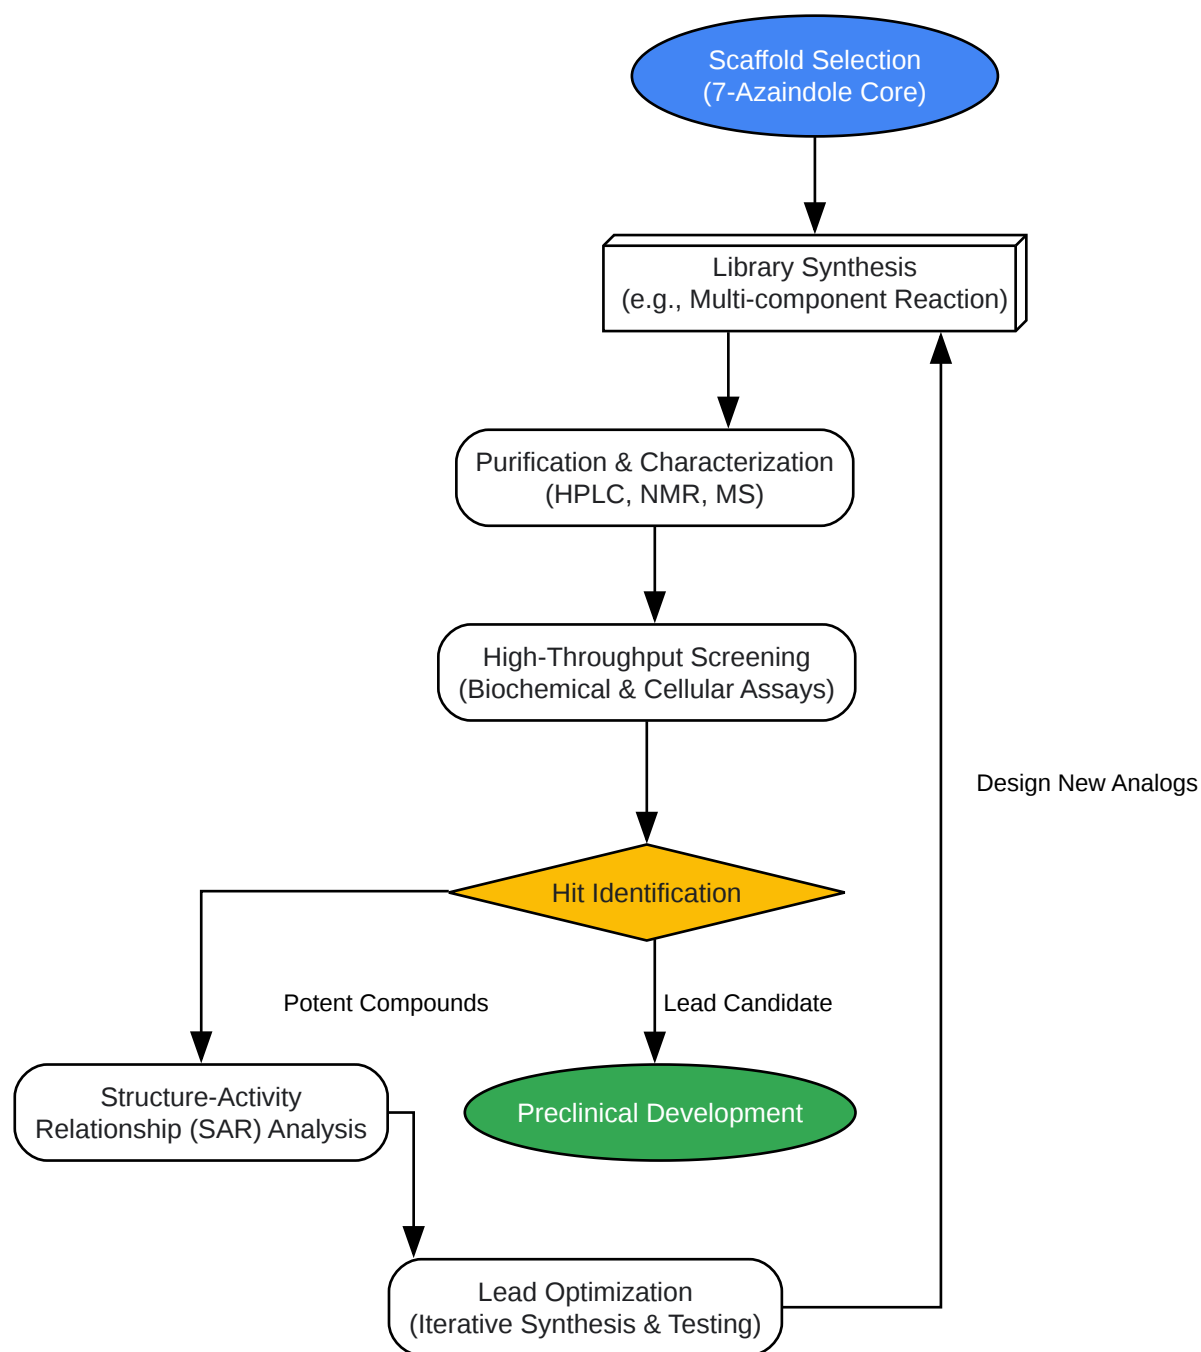 Scaffold Selection
(7-Azaindole Core)
Library Synthesis
(e.g., Multi-component Reaction)
Purification & Characterization
(HPLC, NMR, MS)
High-Throughput Screening
(Biochemical & Cellular Assays)
Design New Analogs
Hit Identification
Potent Compounds
Lead Candidate
Structure-Activity
Relationship (SAR) Analysis
Preclinical Development
Lead Optimization
(Iterative Synthesis & Testing)